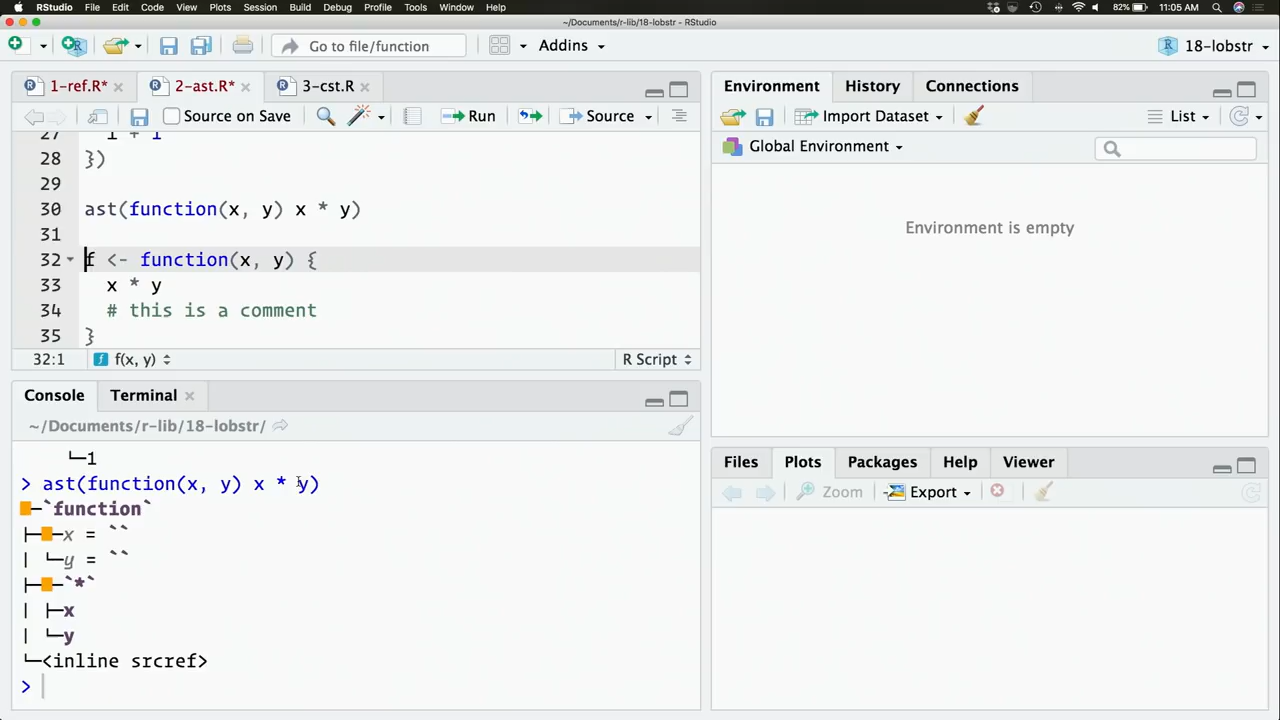 RStudio File Edit Code View Plots Session Build Debug Profile Tools Window Help 82% 11:05 AM
~/Documents/r-lib/18-lobstr - RStudio
Go to file/function Addins 18-lobstr
1-ref.R* 2-ast.R* 3-cst.R
Source on Save Run Source
27 i + 1
28 })
29
30 ast(function(x, y) x * y)
31
32 f <- function(x, y) {
33 x * y
34 # this is a comment
35 }
32:1 f(x, y) R Script
Console Terminal
~/Documents/r-lib/18-lobstr/
└─1
> ast(function(x, y) x * y)
█─`function`
├─█─x = ``
│ └─y = ``
├─█─`*`
│ ├─x
│ └─y
└─<inline srcref>
>
Environment History Connections
Import Dataset List
Global Environment
Environment is empty
Files Plots Packages Help Viewer
Zoom Export